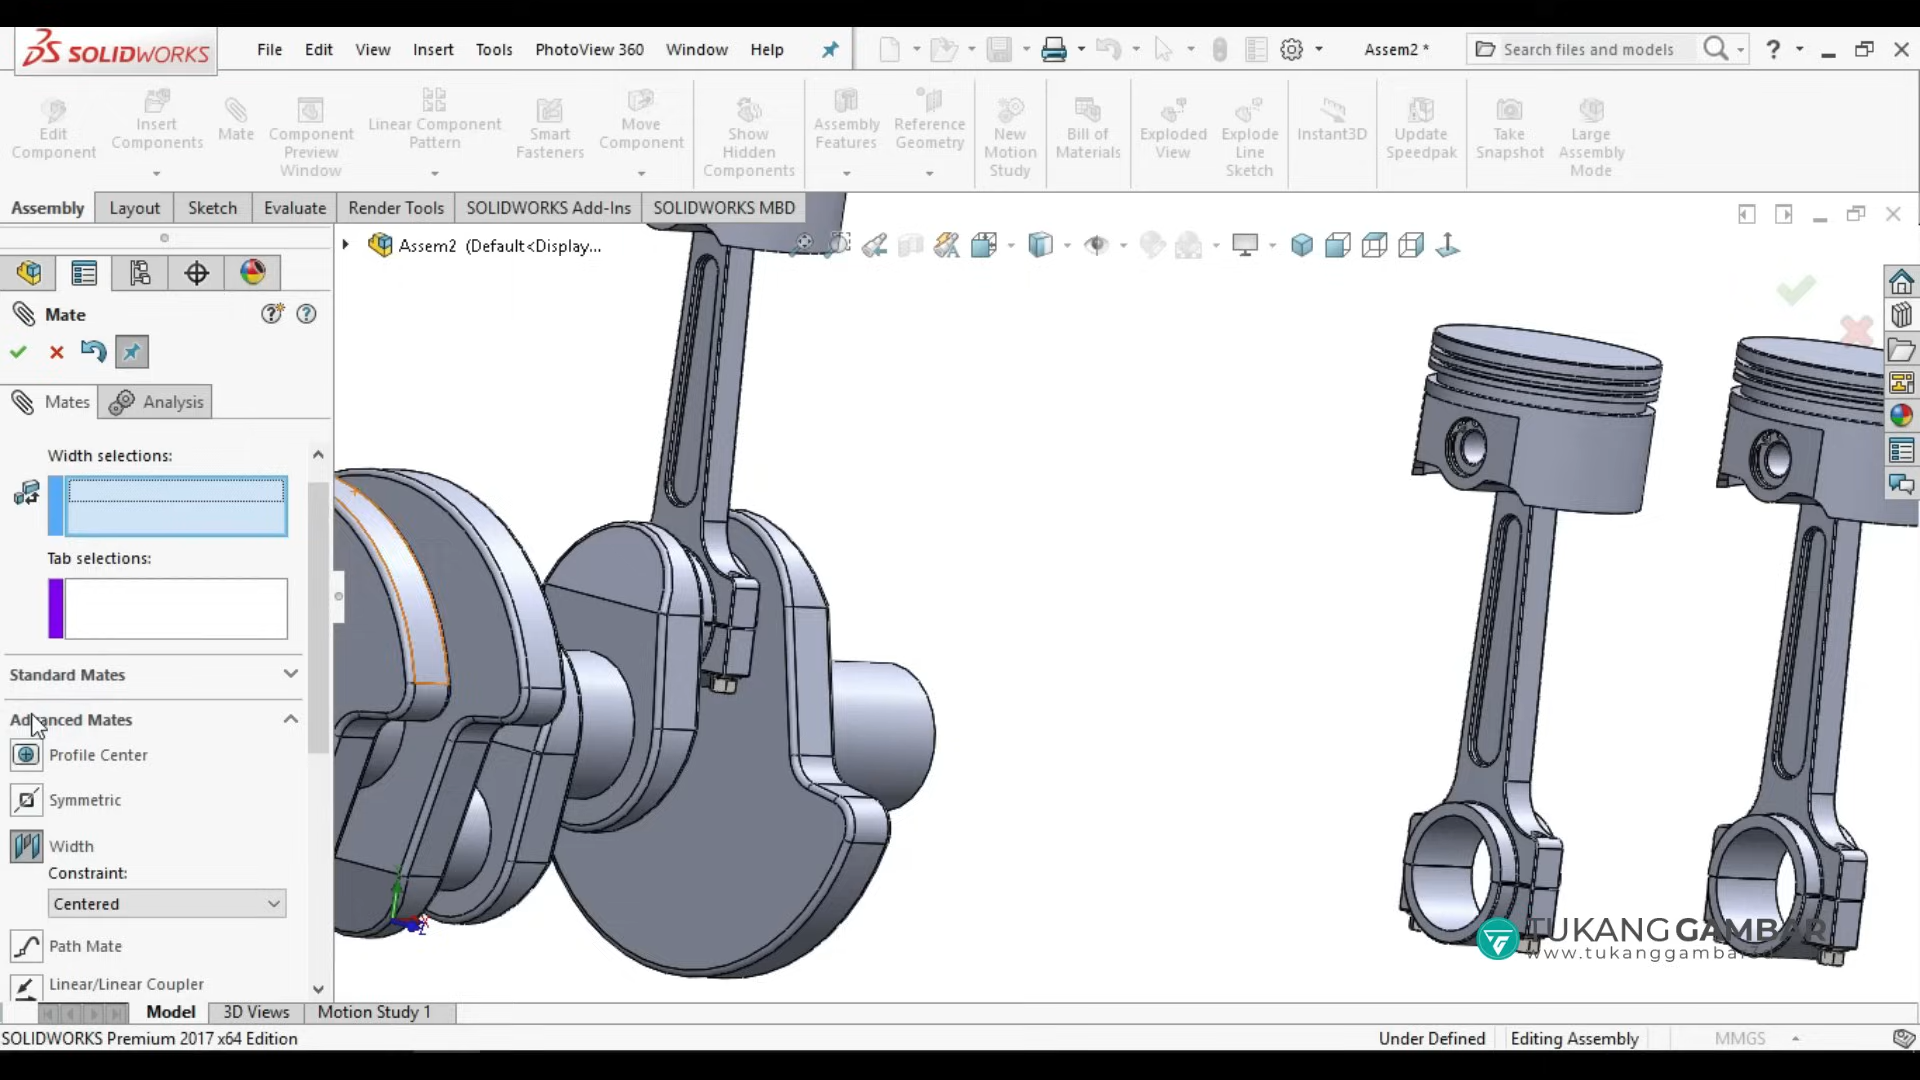 SOLIDWORKS
File Edit View Insert Tools PhotoView 360 Window Help
Assem2 *
Search files and models
?
Edit Component
Insert Components
Mate
Component Preview Window
Linear Component Pattern
Smart Fasteners
Move Component
Show Hidden Components
Assembly Features
Reference Geometry
New Motion Study
Bill of Materials
Exploded View
Explode Line Sketch
Instant3D
Update Speedpak
Take Snapshot
Large Assembly Mode
Assembly Layout Sketch Evaluate Render Tools SOLIDWORKS Add-Ins SOLIDWORKS MBD
Assem2 (Default<Display...
Mate
Mates Analysis
Width selections:
Tab selections:
Standard Mates
Advanced Mates
Profile Center
Symmetric
Width
Constraint:
Centered
Path Mate
Linear/Linear Coupler
TUKANG GAMBAR
Model 3D Views Motion Study 1
SOLIDWORKS Premium 2017 x64 Edition
Under Defined Editing Assembly MMGS